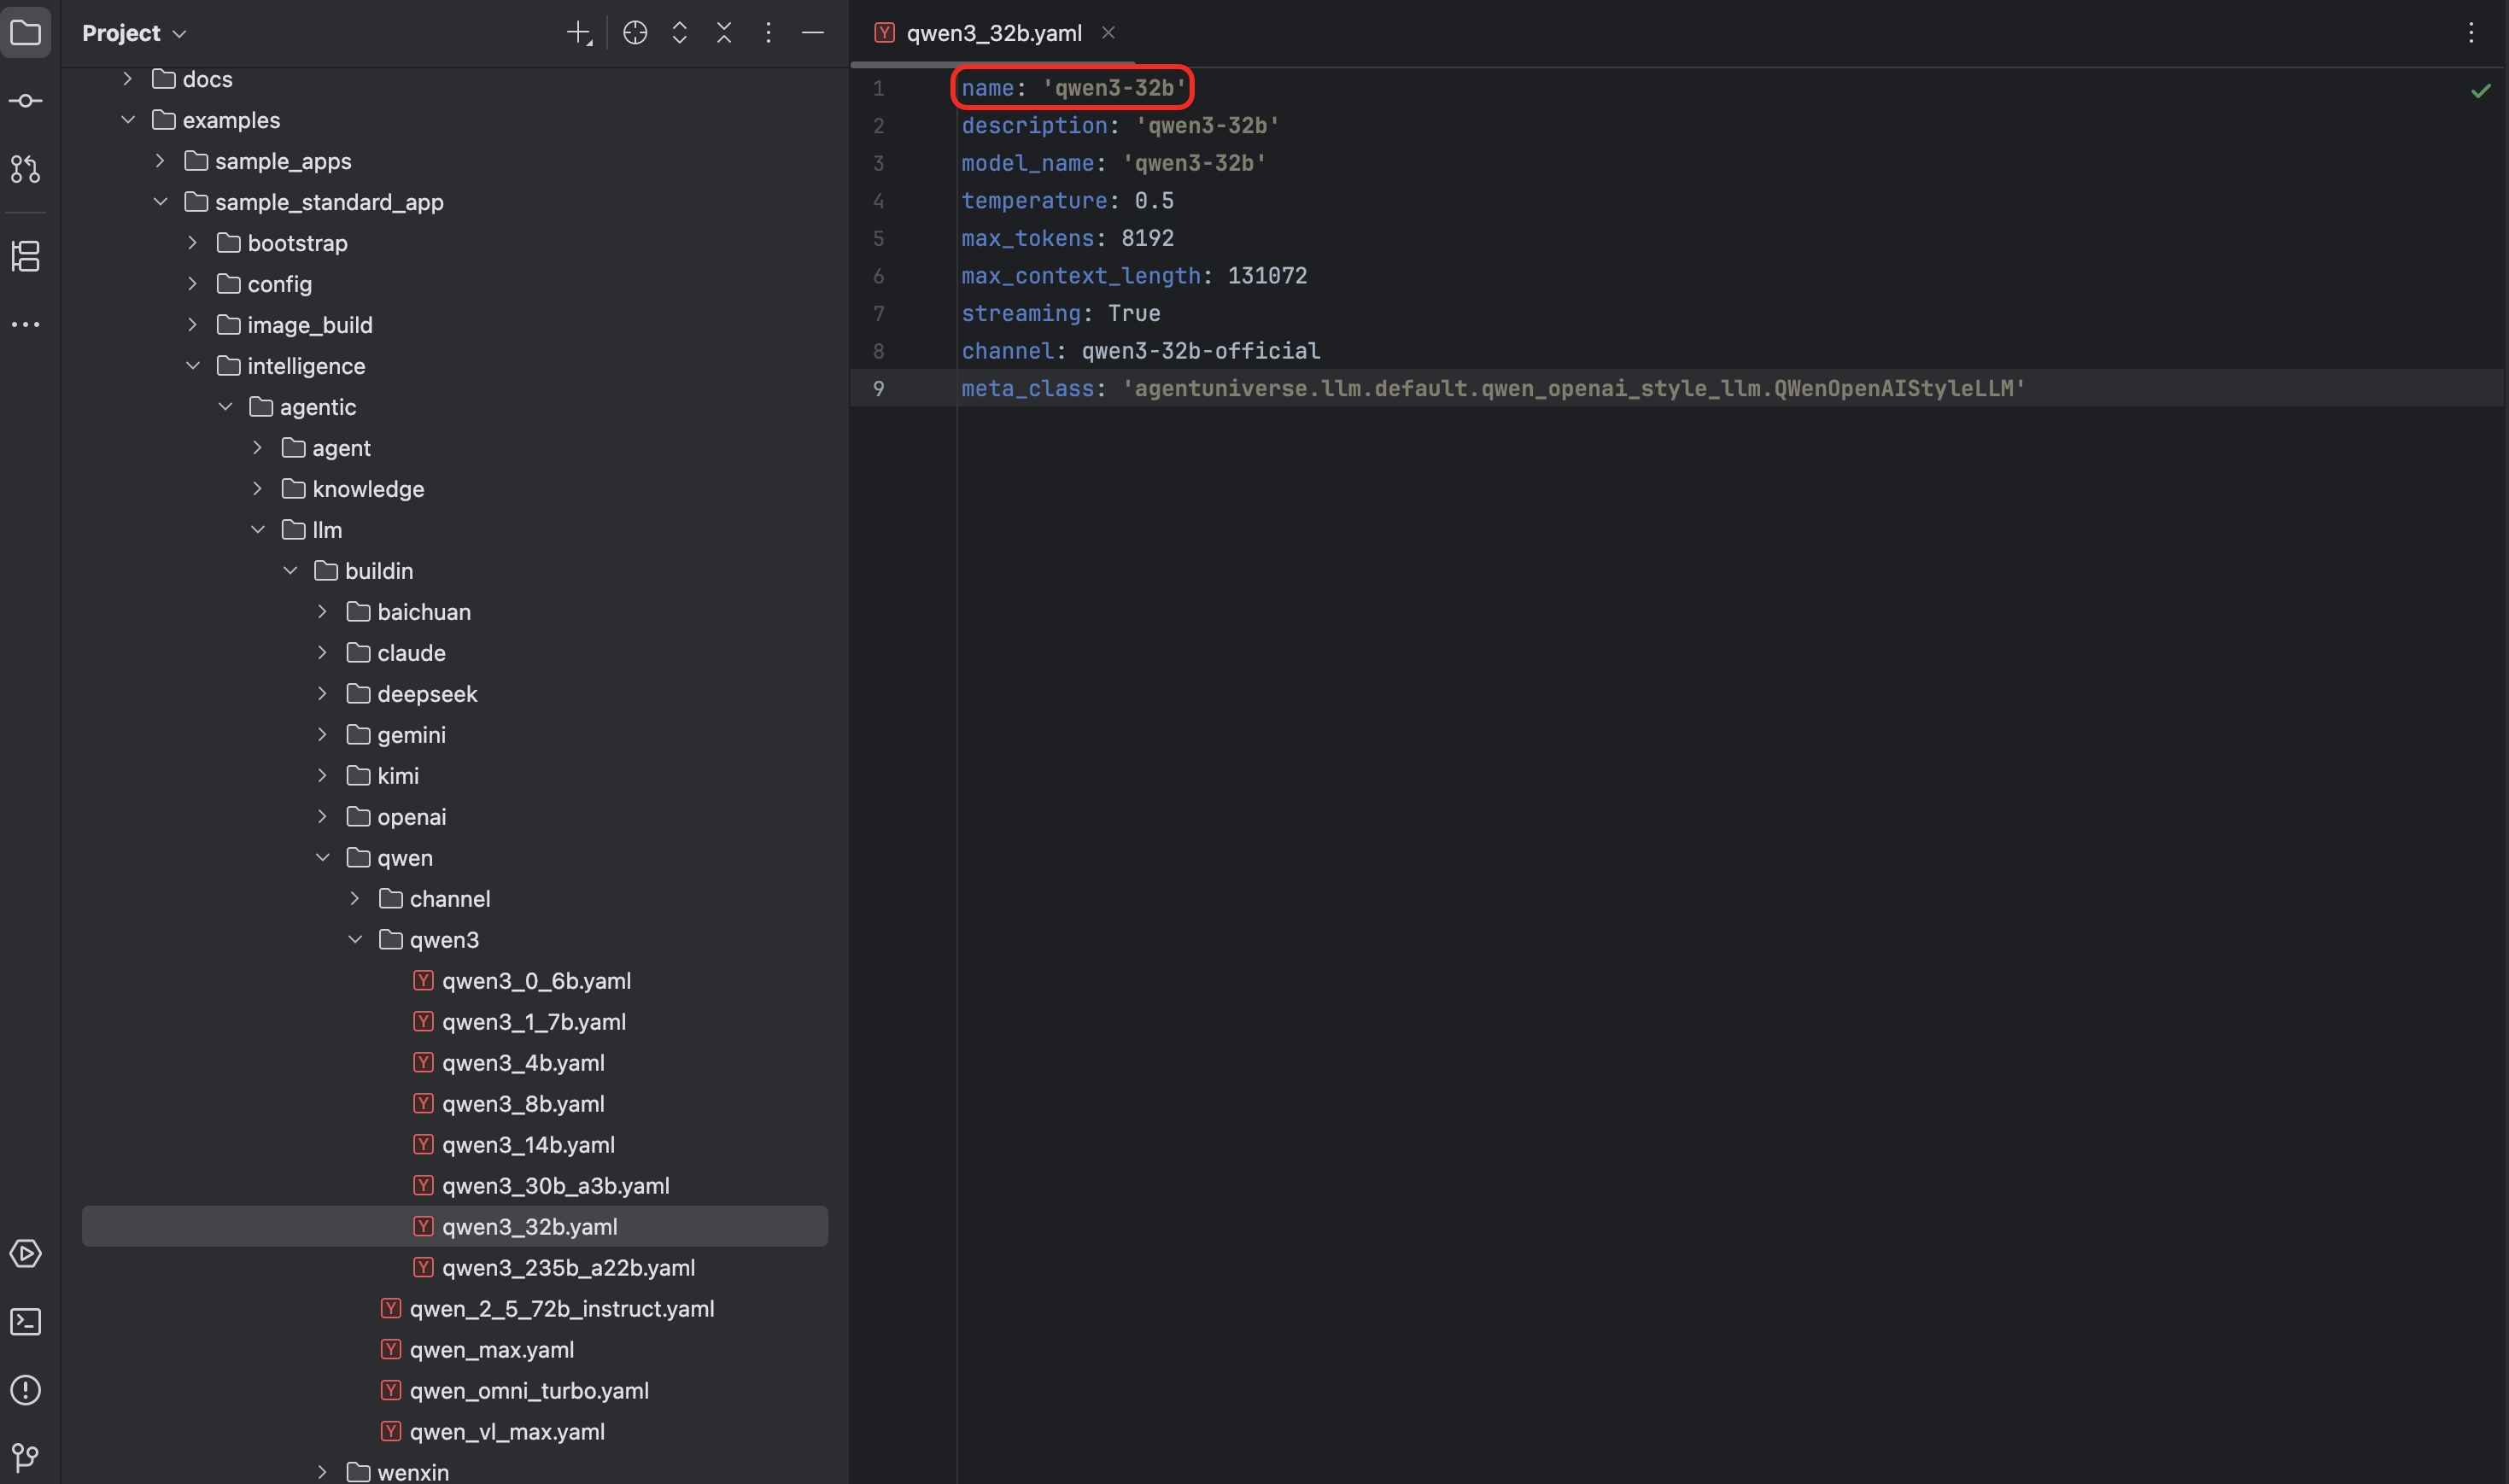 Project
docs
examples
sample_apps
sample_standard_app
bootstrap
config
image_build
intelligence
agentic
agent
knowledge
llm
buildin
baichuan
claude
deepseek
gemini
kimi
openai
qwen
channel
qwen3
Y qwen3_0_6b.yaml
Y qwen3_1_7b.yaml
Y qwen3_4b.yaml
Y qwen3_8b.yaml
Y qwen3_14b.yaml
Y qwen3_30b_a3b.yaml
Y qwen3_32b.yaml
Y qwen3_235b_a22b.yaml
Y qwen_2_5_72b_instruct.yaml
Y qwen_max.yaml
Y qwen_omni_turbo.yaml
Y qwen_vl_max.yaml
wenxin
Y qwen3_32b.yaml
1 name: 'qwen3-32b'
2 description: 'qwen3-32b'
3 model_name: 'qwen3-32b'
4 temperature: 0.5
5 max_tokens: 8192
6 max_context_length: 131072
7 streaming: True
8 channel: qwen3-32b-official
9 meta_class: 'agentuniverse.llm.default.qwen_openai_style_llm.QWenOpenAIStyleLLM'